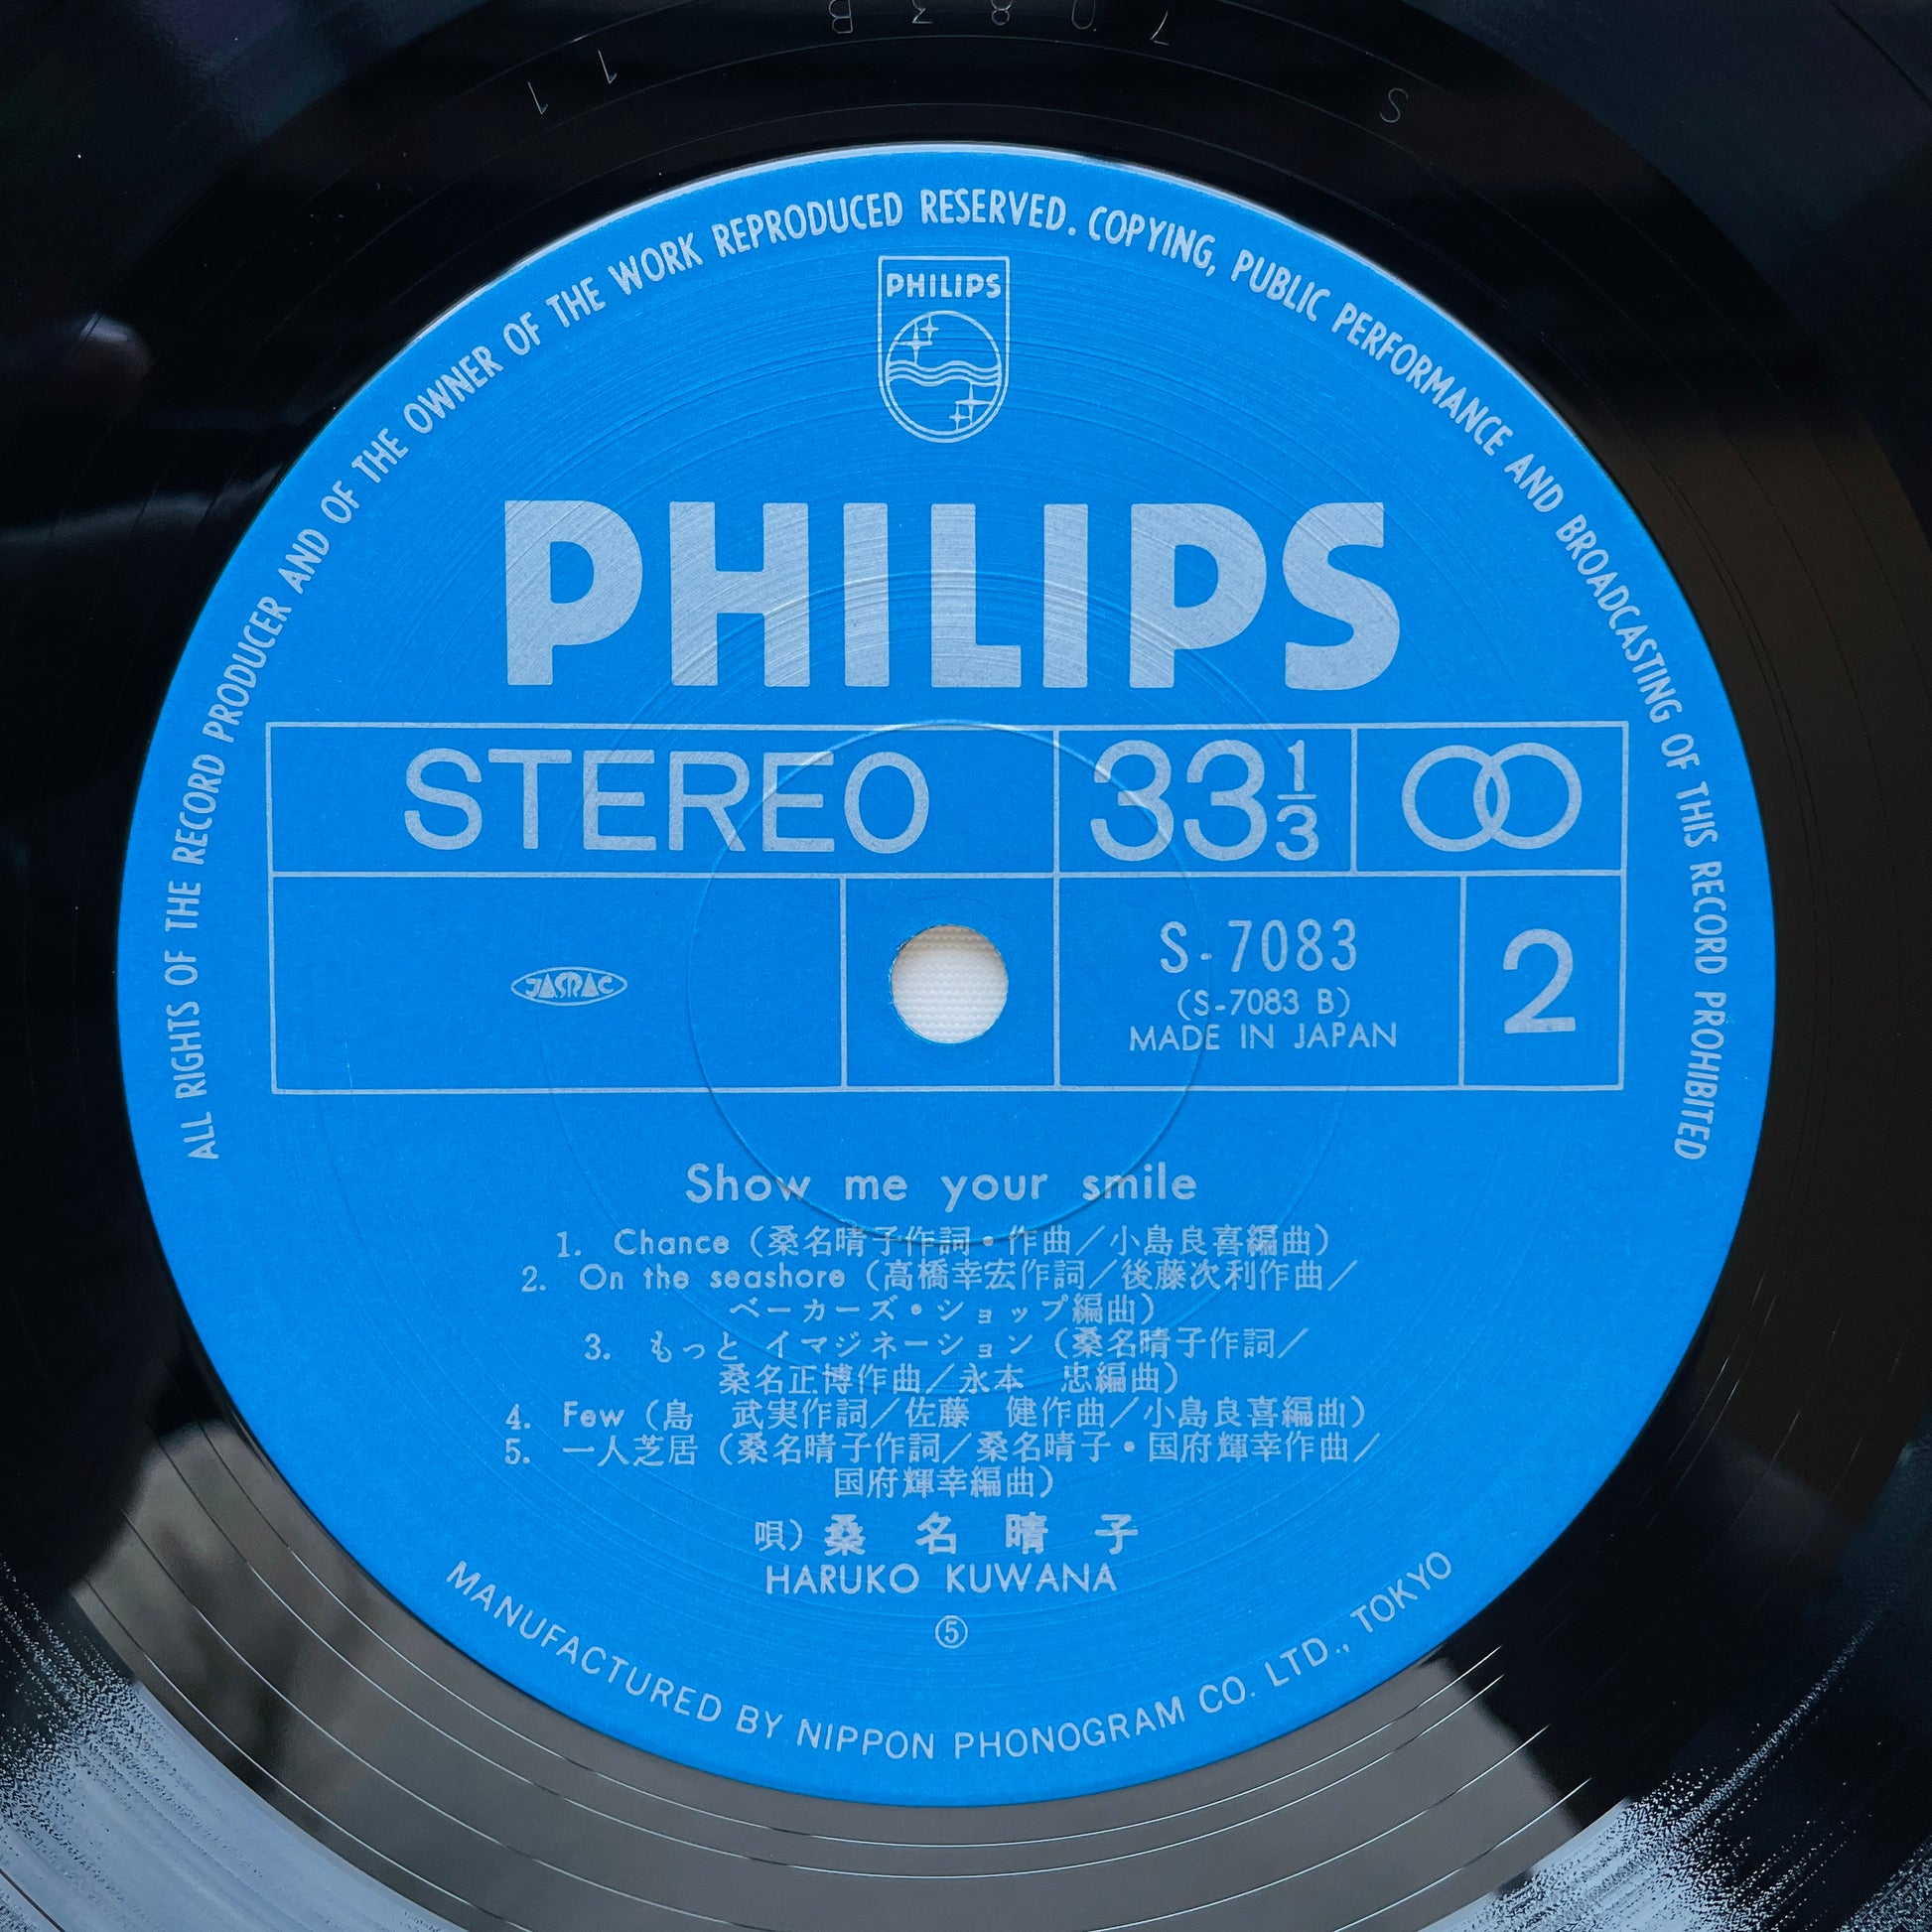 S 7083B 11
ALL RIGHTS OF THE RECORD PRODUCER AND OF THE OWNER OF THE WORK REPRODUCED RESERVED. COPYING, PUBLIC PERFORMANCE AND BROADCASTING OF THIS RECORD PROHIBITED
PHILIPS
PHILIPS
STEREO
33 1/3
JASRAC
S-7083
(S-7083 B)
MADE IN JAPAN
2
Show me your smile
1. Chance (桑名晴子作詞・作曲/小島良喜編曲)
2. On the seashore (高橋幸宏作詞/後藤次利作曲/
ベーカーズ・ショップ編曲)
3. もっと イマジネーション (桑名晴子作詞/
桑名正博作曲/永本 忠編曲)
4. Few (島 武実作詞/佐藤 健作曲/小島良喜編曲)
5. 一人芝居 (桑名晴子作詞/桑名晴子・国府輝幸作曲/
国府輝幸編曲)
唄) 桑名晴子
HARUKO KUWANA
⑤
MANUFACTURED BY NIPPON PHONOGRAM CO. LTD., TOKYO